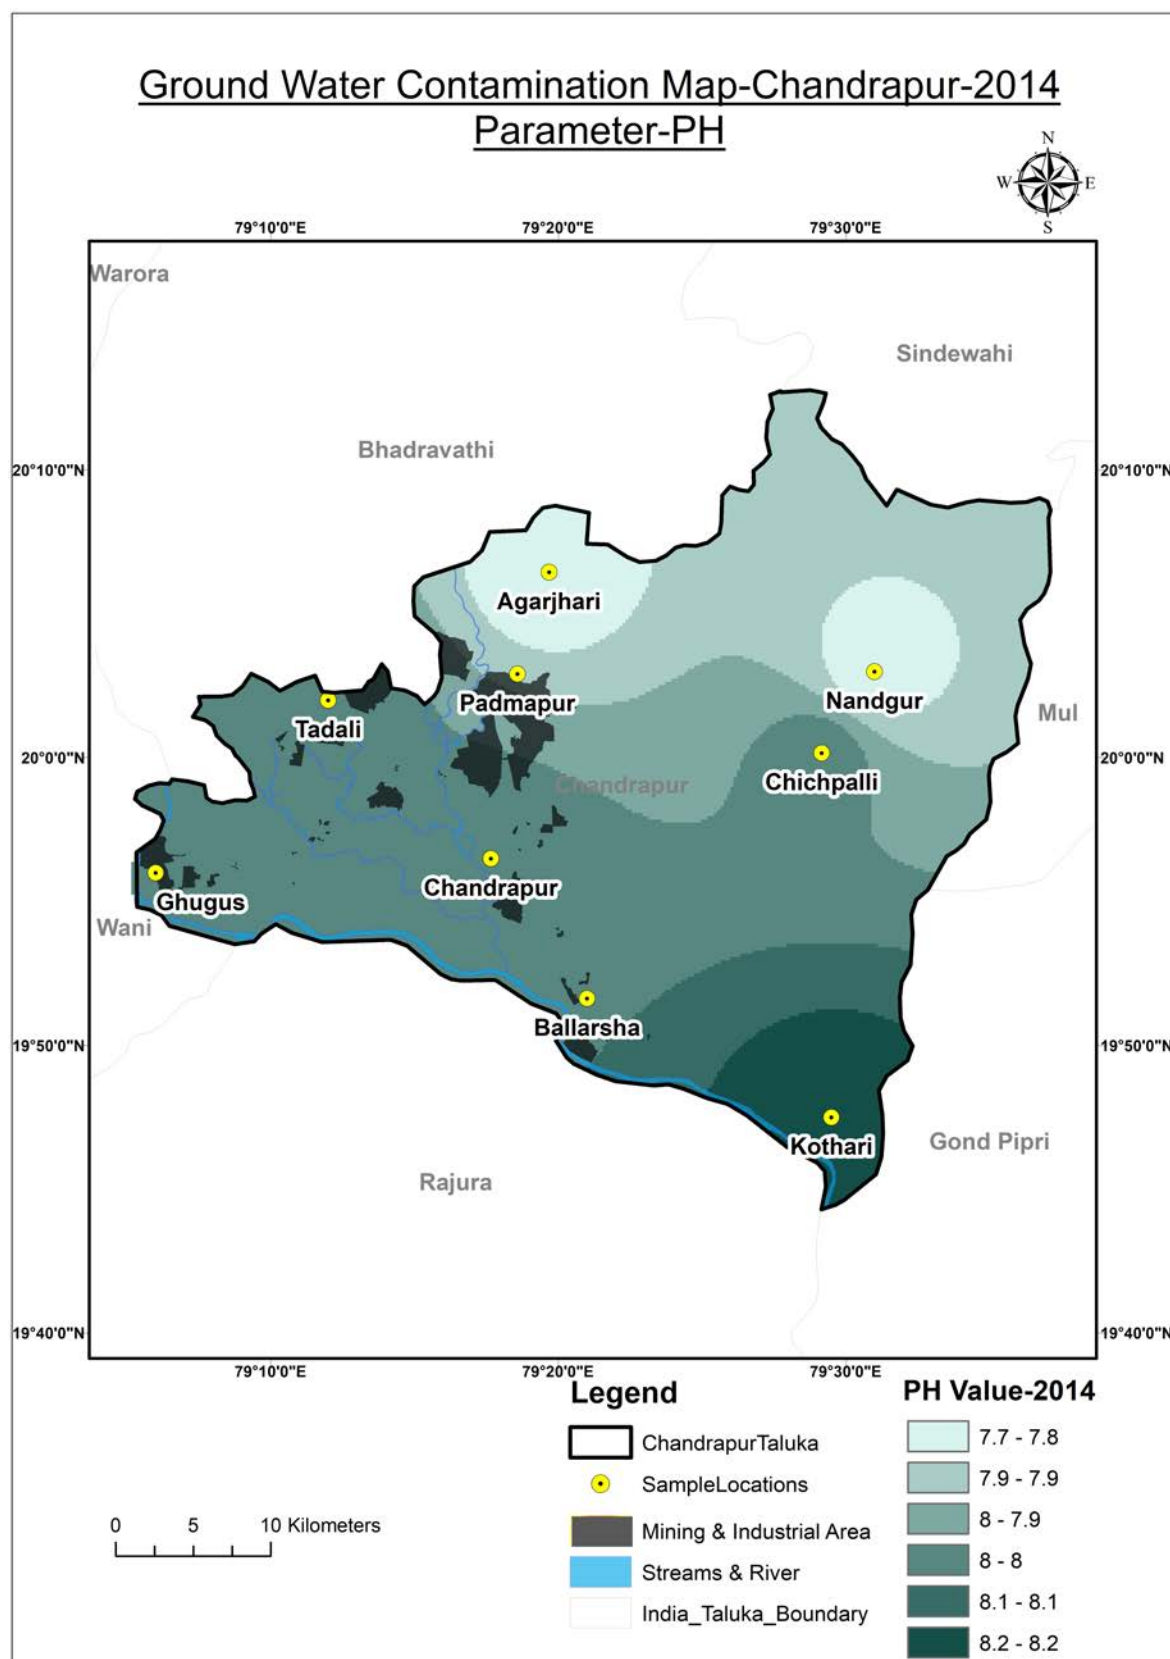 Ground Water Contamination Map-Chandrapur-2014
Parameter-PH
N
W
E
S
79°10'0"E
79°20'0"E
79°30'0"E
Warora
Sindewahi
Bhadravathi
20°10'0"N
20°10'0"N
Agarjhari
Padmapur
Nandgur
Mul
Tadali
20°0'0"N
20°0'0"N
Chandrapur
Chichpalli
Chandrapur
Ghugus
Wani
Ballarsha
19°50'0"N
19°50'0"N
Kothari
Gond Pipri
Rajura
19°40'0"N
19°40'0"N
79°10'0"E
79°20'0"E
79°30'0"E
Legend
ChandrapurTaluka
SampleLocations
Mining & Industrial Area
Streams & River
India_Taluka_Boundary
PH Value-2014
7.7 - 7.8
7.9 - 7.9
8 - 7.9
8 - 8
8.1 - 8.1
8.2 - 8.2
0 5 10 Kilometers